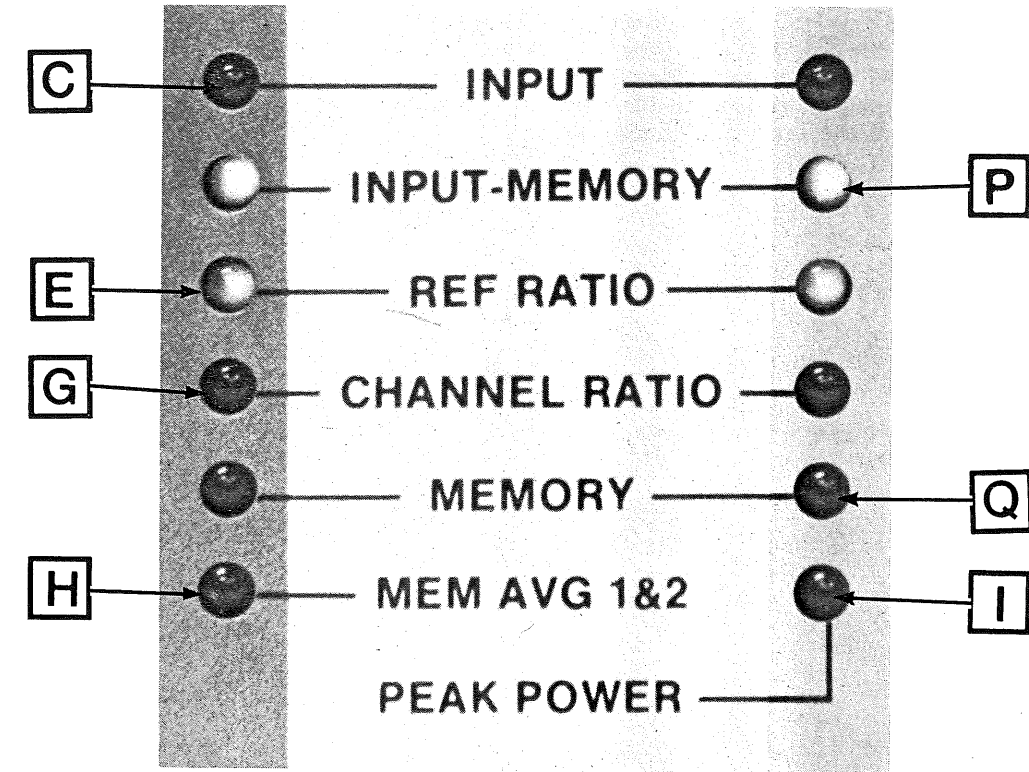 C INPUT
INPUT-MEMORY P
E REF RATIO
G CHANNEL RATIO
MEMORY Q
H MEM AVG 1&2 I
PEAK POWER